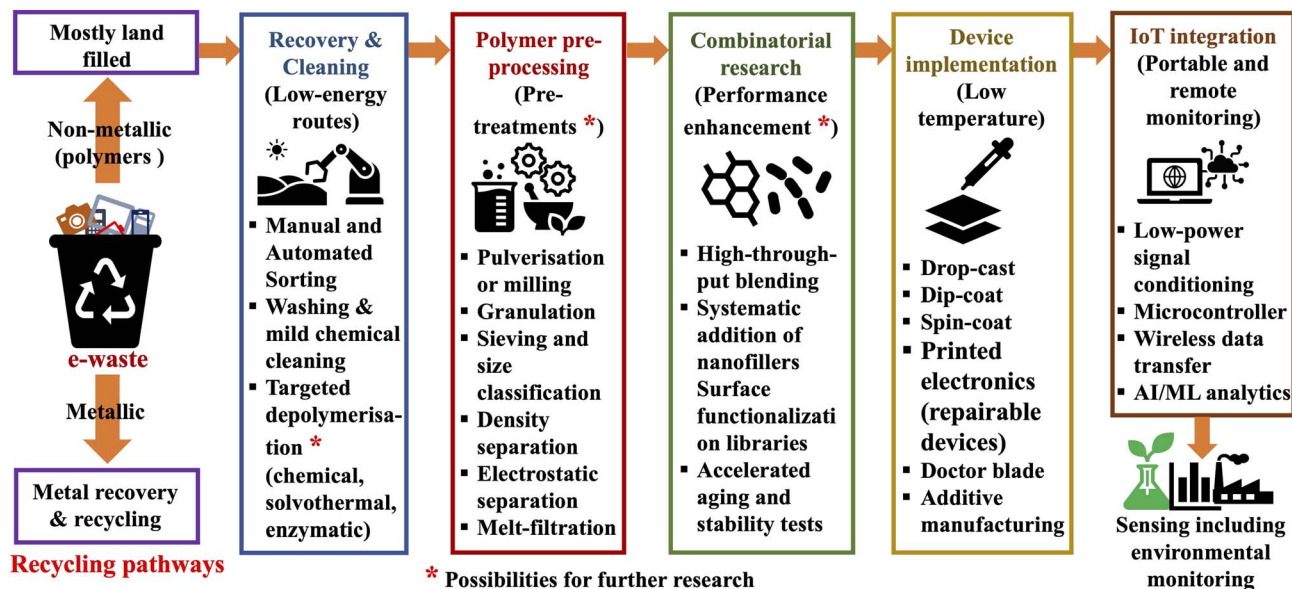 Mostly land
filled
Non-metallic
(polymers )
e-waste
Metallic
Metal recovery
& recycling
Recycling pathways
Recovery &
Cleaning
(Low-energy
routes)
▪ Manual and
Automated
Sorting
▪ Washing &
mild chemical
cleaning
▪ Targeted
depolymerisa-
tion *
(chemical,
solvothermal,
enzymatic)
Polymer pre-
processing
(Pre-
treatments *)
▪ Pulverisation
or milling
▪ Granulation
▪ Sieving and
size
classification
▪ Density
separation
▪ Electrostatic
separation
▪ Melt-filtration
Combinatorial
research
(Performance
enhancement *)
▪ High-through-
put blending
▪ Systematic
addition of
nanofillers
Surface
functionalizati
on libraries
▪ Accelerated
aging and
stability tests
Device
implementation
(Low
temperature)
▪ Drop-cast
▪ Dip-coat
▪ Spin-coat
▪ Printed
electronics
(repairable
devices)
▪ Doctor blade
▪ Additive
manufacturing
IoT integration
(Portable and
remote
monitoring)
▪ Low-power
signal
conditioning
▪ Microcontroller
▪ Wireless data
transfer
▪ AI/ML analytics
Sensing including
environmental
monitoring
* Possibilities for further research